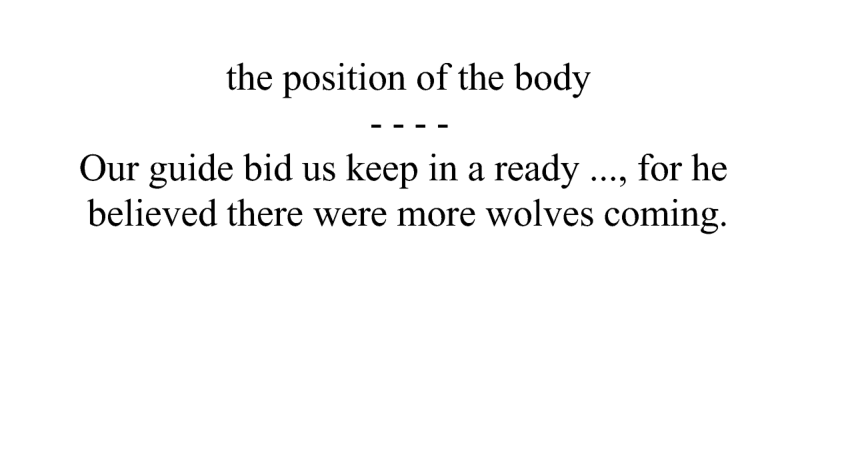 the position of the body
- - - -
Our guide bid us keep in a ready ..., for he
believed there were more wolves coming.